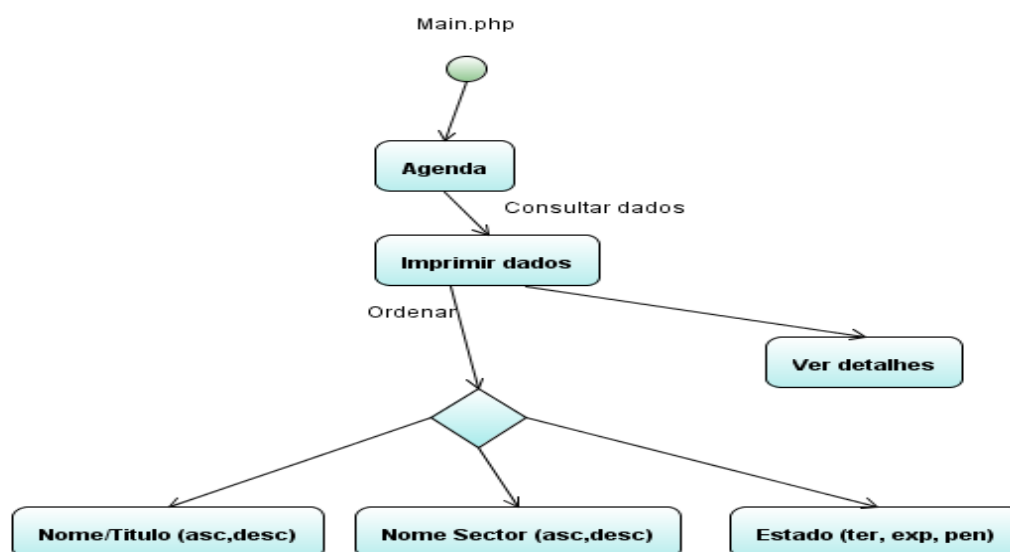 Main.php
Agenda
Consultar dados
Imprimir dados
Ordenar
Ver detalhes
Nome/Titulo (asc,desc)
Nome Sector (asc,desc)
Estado (ter, exp, pen)